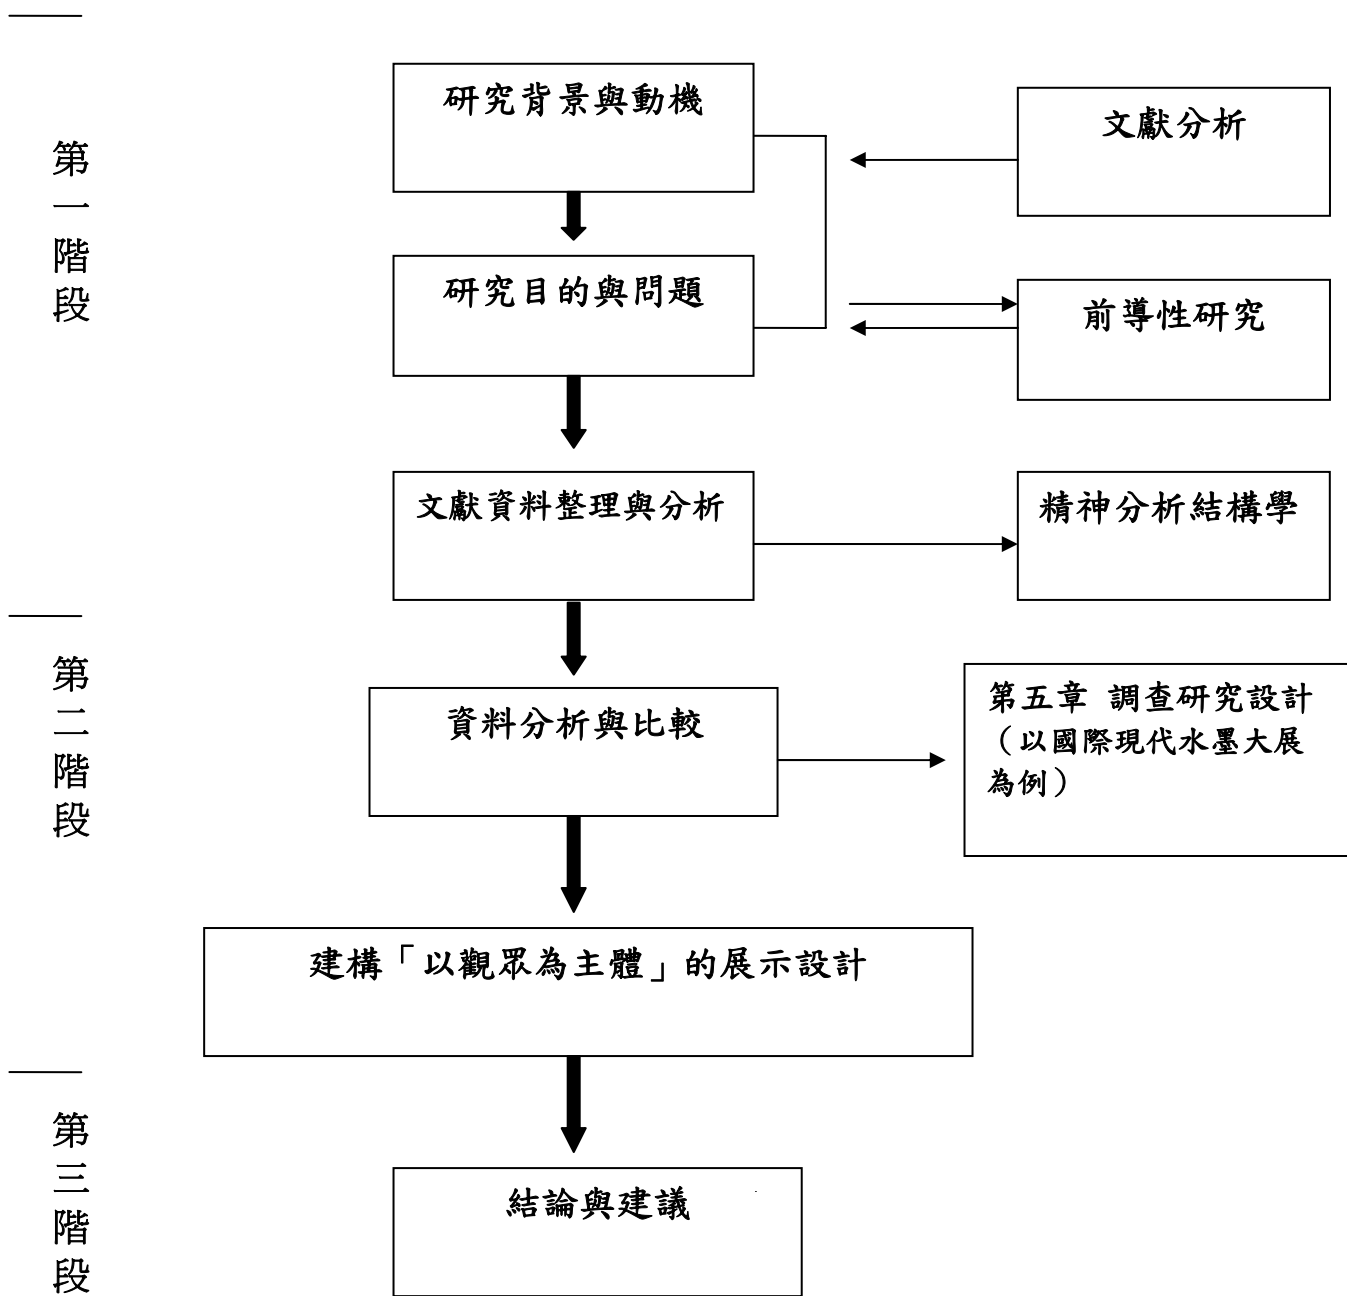 第一階段
研究背景與動機
文獻分析
研究目的與問題
前導性研究
文獻資料整理與分析
精神分析結構學
第二階段
資料分析與比較
第五章 調查研究設計
（以國際現代水墨大展
為例）
建構「以觀眾為主體」的展示設計
第三階段
結論與建議